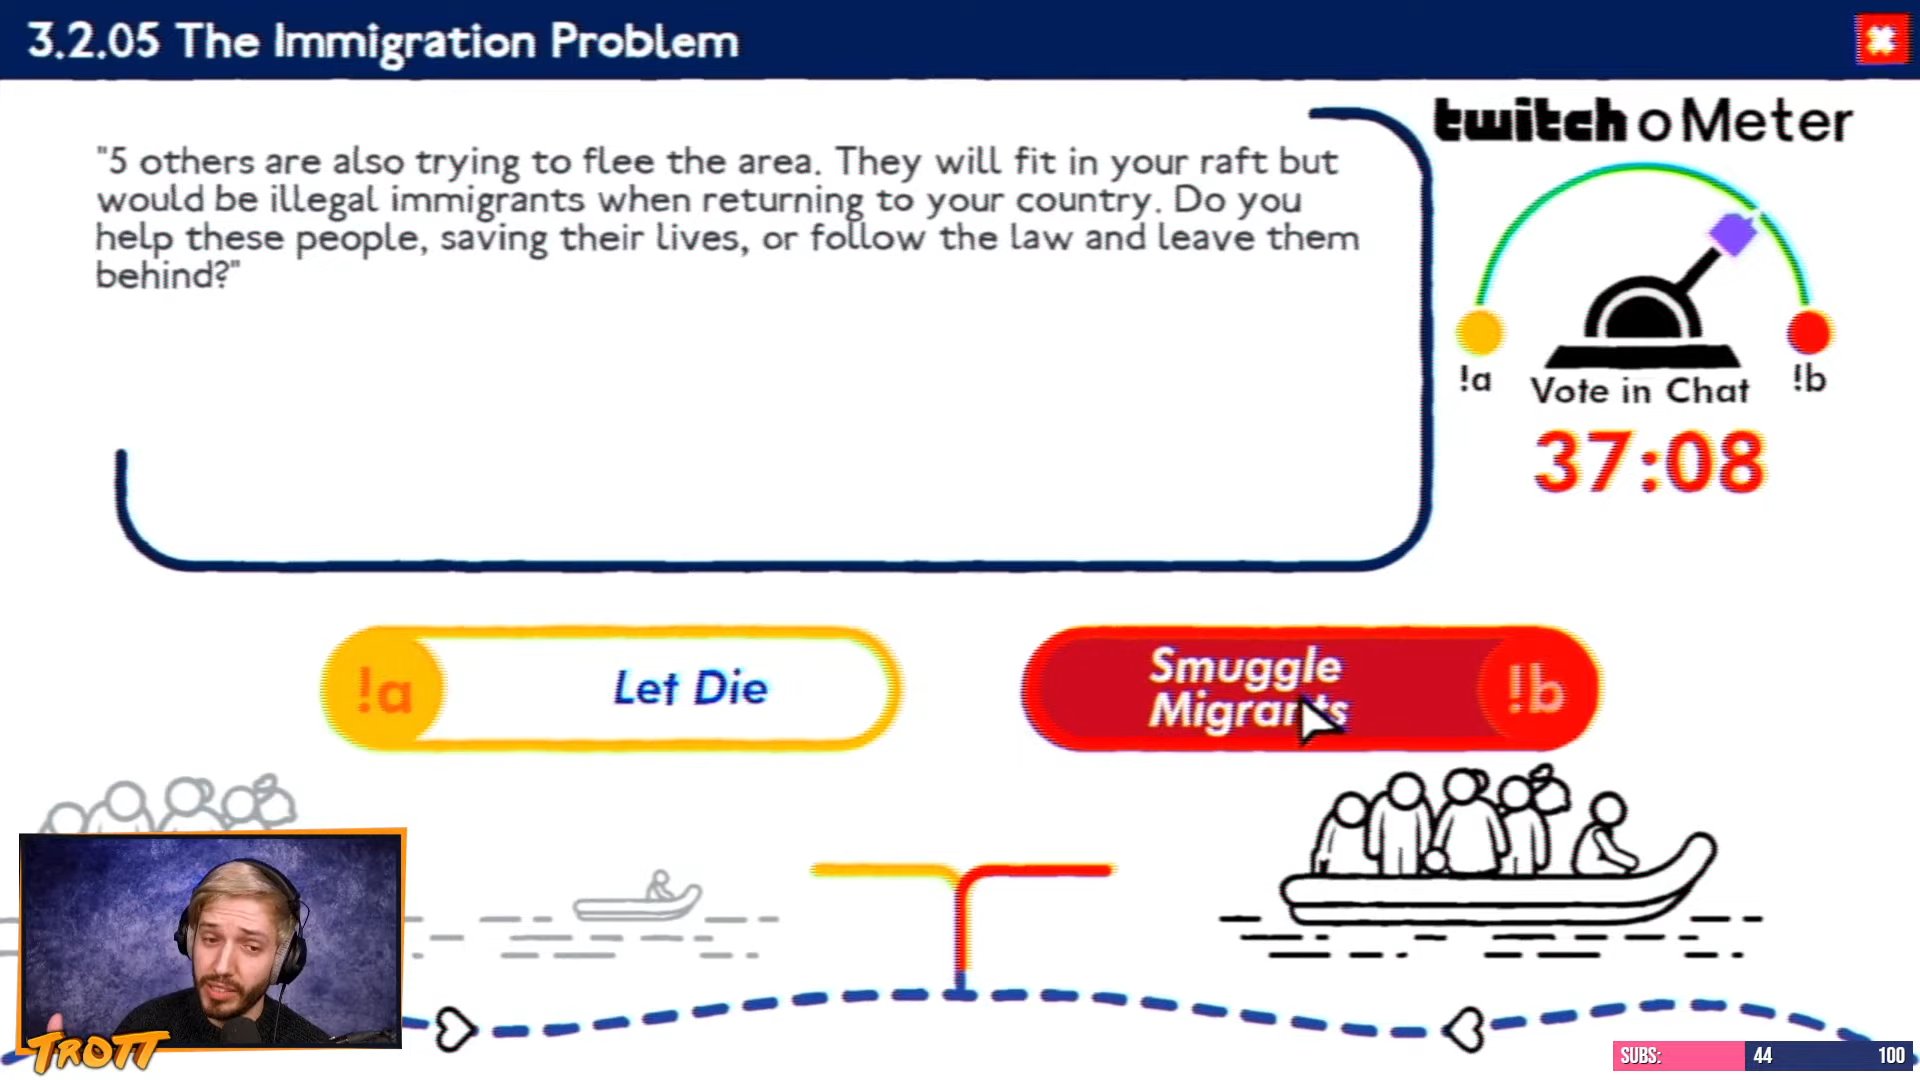 3.2.05 The Immigration Problem
"5 others are also trying to flee the area. They will fit in your raft but
would be illegal immigrants when returning to your country. Do you
help these people, saving their lives, or follow the law and leave them
behind?"
twitch o Meter
!a
Vote in Chat
!b
37:08
!a
Let Die
Smuggle
Migrants
!b
TROTT
SUBS:
44
100